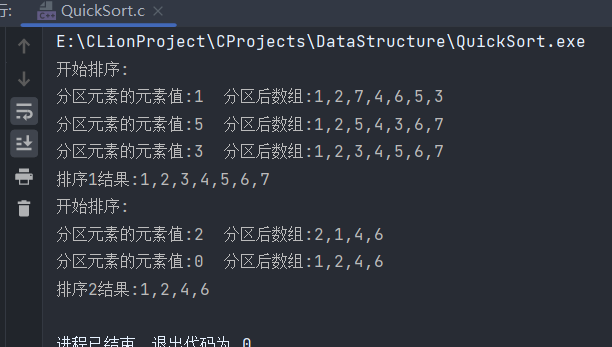 行: QuickSort.c ×
E:\CLionProject\CProjects\DataStructure\QuickSort.exe
开始排序:
分区元素的元素值:1  分区后数组:1,2,7,4,6,5,3
分区元素的元素值:5  分区后数组:1,2,5,4,3,6,7
分区元素的元素值:3  分区后数组:1,2,3,4,5,6,7
排序1结果:1,2,3,4,5,6,7
开始排序:
分区元素的元素值:2  分区后数组:2,1,4,6
分区元素的元素值:0  分区后数组:1,2,4,6
排序2结果:1,2,4,6
进程已结束，退出代码为 0